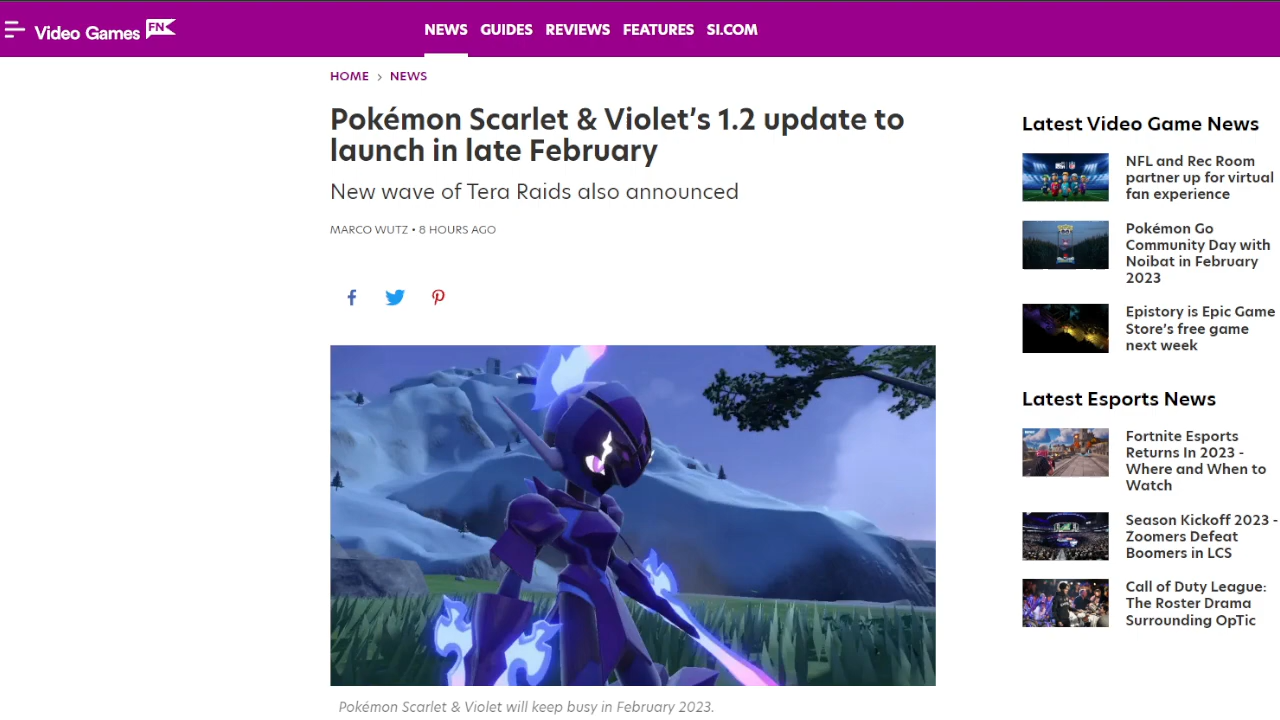 Video Games FN
NEWS GUIDES REVIEWS FEATURES SI.COM
HOME > NEWS
Pokémon Scarlet & Violet’s 1.2 update to
launch in late February
New wave of Tera Raids also announced
MARCO WUTZ • 8 HOURS AGO
Pokémon Scarlet & Violet will keep busy in February 2023.
Latest Video Game News
NFL and Rec Room
partner up for virtual
fan experience
Pokémon Go
Community Day with
Noibat in February
2023
Epistory is Epic Game
Store’s free game
next week
Latest Esports News
Fortnite Esports
Returns In 2023 -
Where and When to
Watch
Season Kickoff 2023 -
Zoomers Defeat
Boomers in LCS
Call of Duty League:
The Roster Drama
Surrounding OpTic